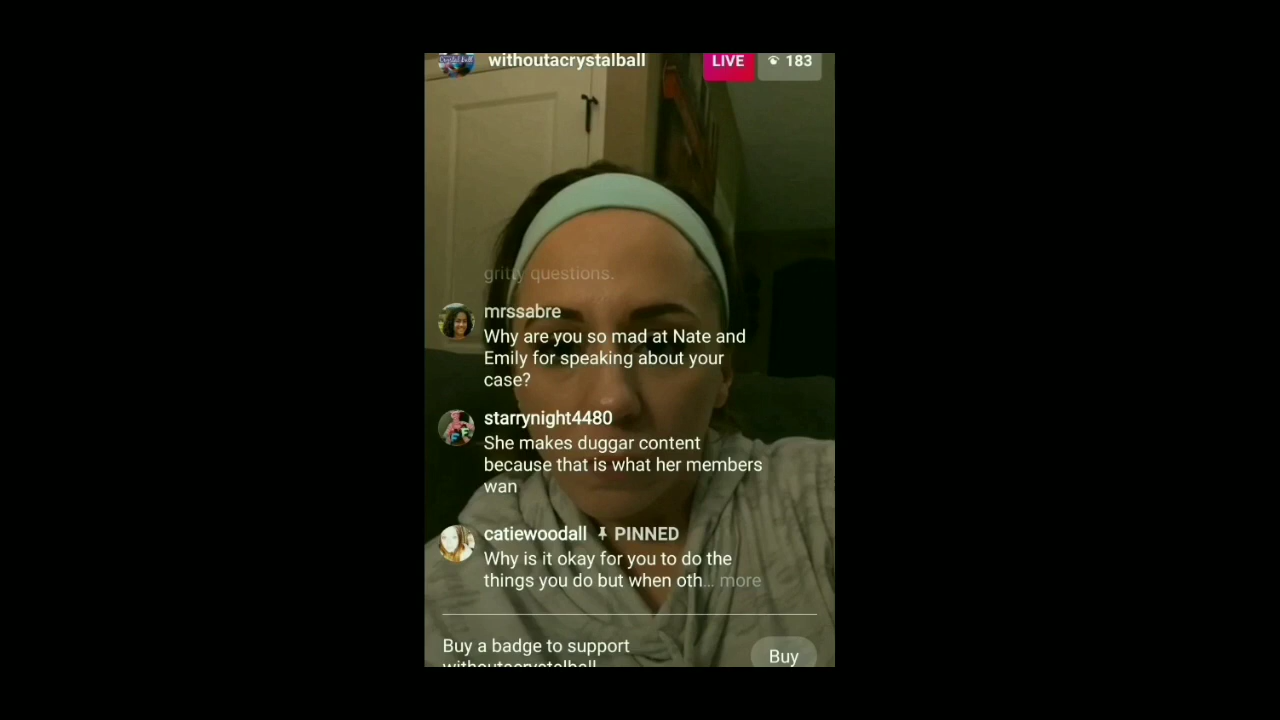 withoutacrystalball
LIVE
183
gritty questions.
mrssabre
Why are you so mad at Nate and
Emily for speaking about your
case?
starrynight4480
She makes duggar content
because that is what her members
wan
catiewoodall PINNED
Why is it okay for you to do the
things you do but when oth... more
Buy a badge to support
withoutacrystalball
Buy